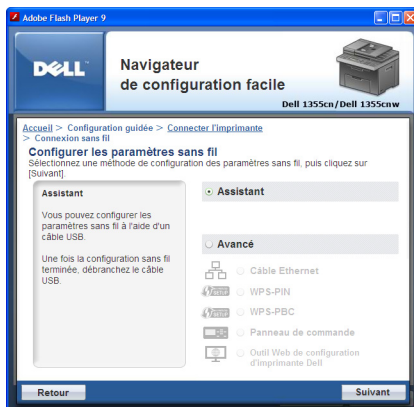 Adobe Flash Player 9
DELL
Navigateur
de configuration facile
Dell 1355cn/Dell 1355cnw
Accueil > Configuration guidée > Connecter l'imprimante
> Connexion sans fil
Configurer les paramètres sans fil
Sélectionnez une méthode de configuration des paramètres sans fil, puis cliquez sur
[Suivant].
Assistant
Vous pouvez configurer les
paramètres sans fil à l'aide d'un
câble USB.
Une fois la configuration sans fil
terminée, débranchez le câble
USB.
Assistant
Avancé
Câble Ethernet
WPS-PIN
WPS-PBC
Panneau de commande
Outil Web de configuration
d'imprimante Dell
Retour
Suivant